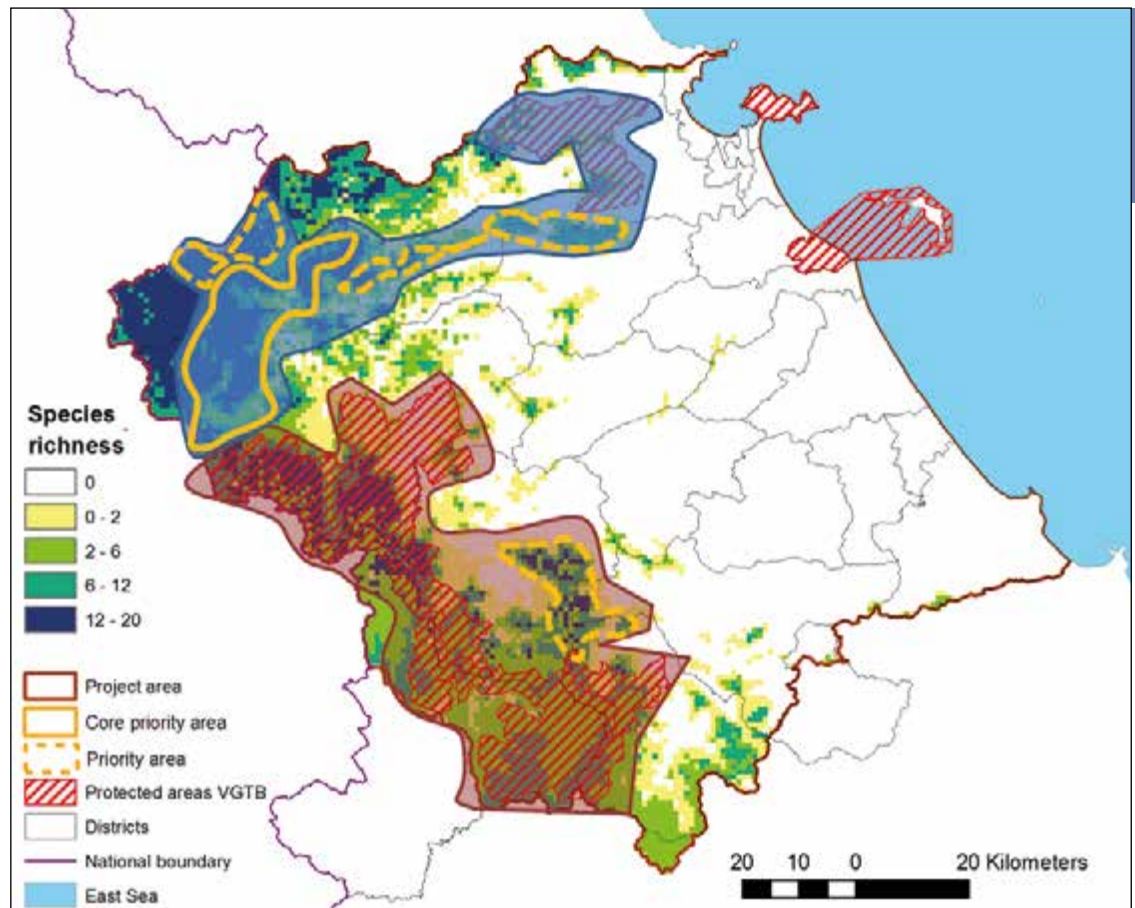 Species
richness
0
0 - 2
2 - 6
6 - 12
12 - 20
Project area
Core priority area
Priority area
Protected areas VGTB
Districts
National boundary
East Sea
20 10 0 20 Kilometers